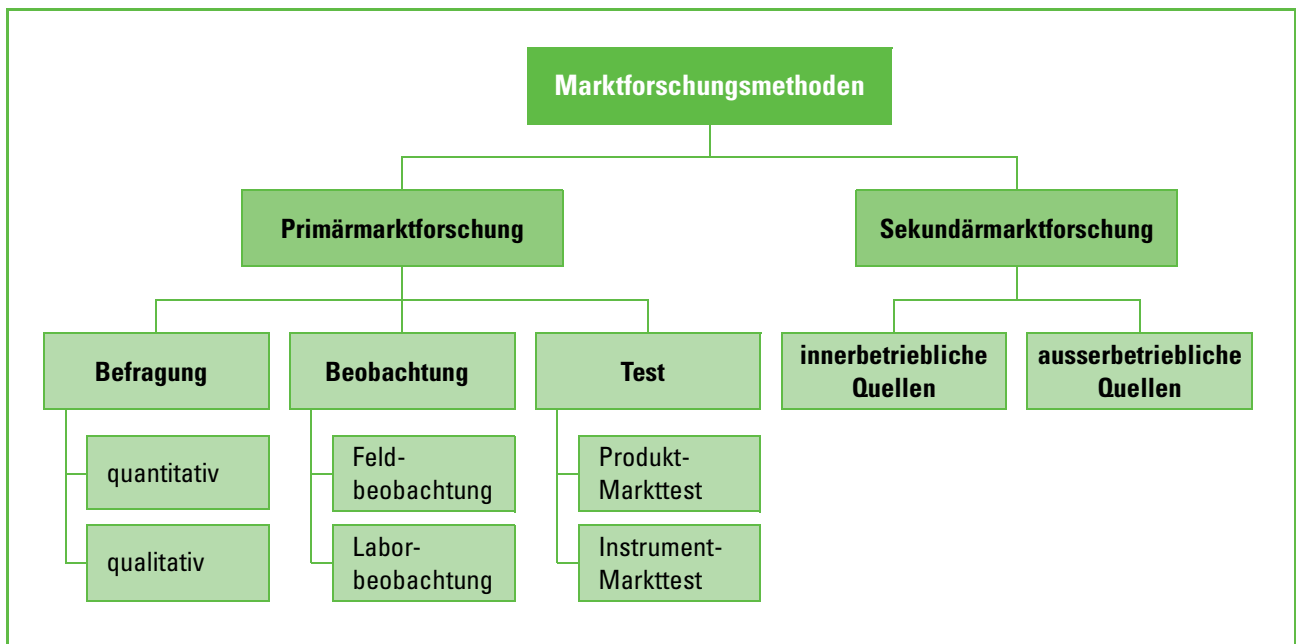 Marktforschungsmethoden
Primärmarktforschung
Sekundärmarktforschung
Befragung
Beobachtung
Test
innerbetriebliche
Quellen
ausserbetriebliche
Quellen
quantitativ
Feld-
beobachtung
Produkt-
Markttest
qualitativ
Labor-
beobachtung
Instrument-
Markttest